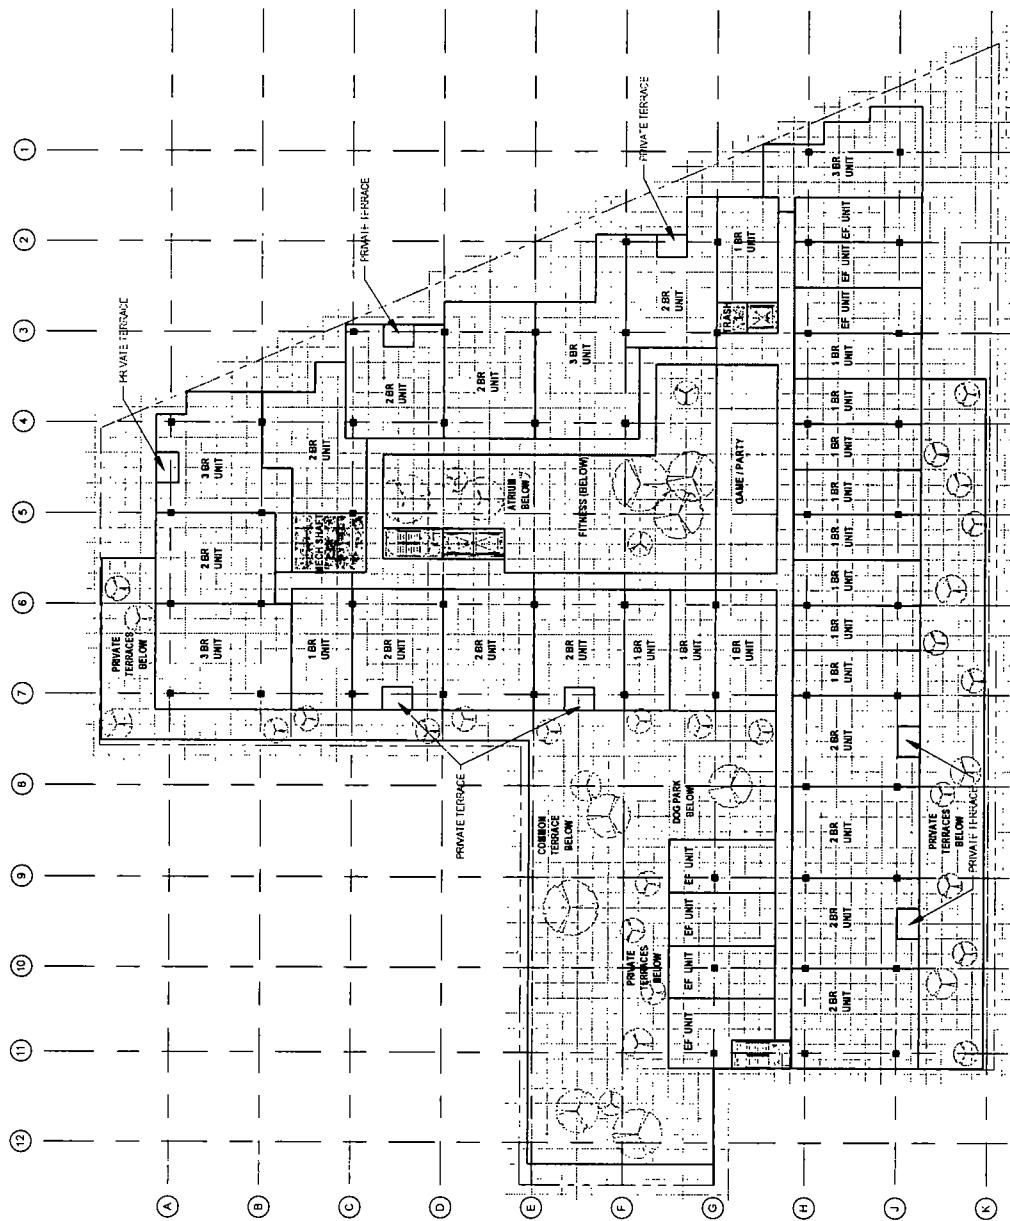 1
2
3
4
5
6
7
8
9
10
11
12
A
B
C
D
E
F
G
H
J
K
PRIVATE TERRACE
PRIVATE TERRACE
PRIVATE TERRACE
3 BR
UNIT
EF. UNIT
EF UNIT
1 BR
UNIT
2 BR
UNIT
TRASH
1 BR
UNIT
3 BR
UNIT
2 BR
UNIT
2 BR
UNIT
2 BR
UNIT
3 BR
UNIT
1 BR
UNIT
1 BR
UNIT
1 BR
UNIT
1 BR
UNIT
1 BR
UNIT
1 BR
UNIT
1 BR
UNIT
GAME / PARTY
FITNESS (BELOW)
ATRIUM
BELOW
MECH SHAFT
2 BR
UNIT
PRIVATE
TERRACES
BELOW
3 BR
UNIT
1 BR
UNIT
2 BR
UNIT
2 BR
UNIT
2 BR
UNIT
1 BR
UNIT
1 BR
UNIT
1 BR
UNIT
PRIVATE TERRACE
COMMON
TERRACE
BELOW
DOG PARK
BELOW
2 BR
UNIT
2 BR
UNIT
2 BR
UNIT
2 BR
UNIT
PRIVATE
TERRACES
BELOW
PRIVATE TERRACE
PRIVATE
TERRACES
BELOW
EF UNIT
EF. UNIT
EF UNIT
EF UNIT